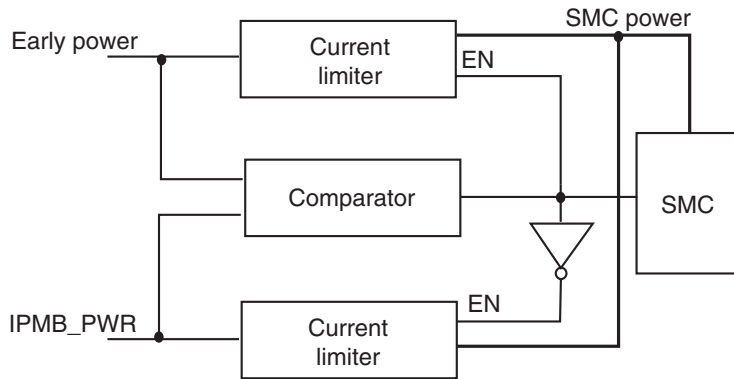 SMC power
Early power
Current
limiter
EN
Comparator
SMC
EN
IPMB_PWR
Current
limiter